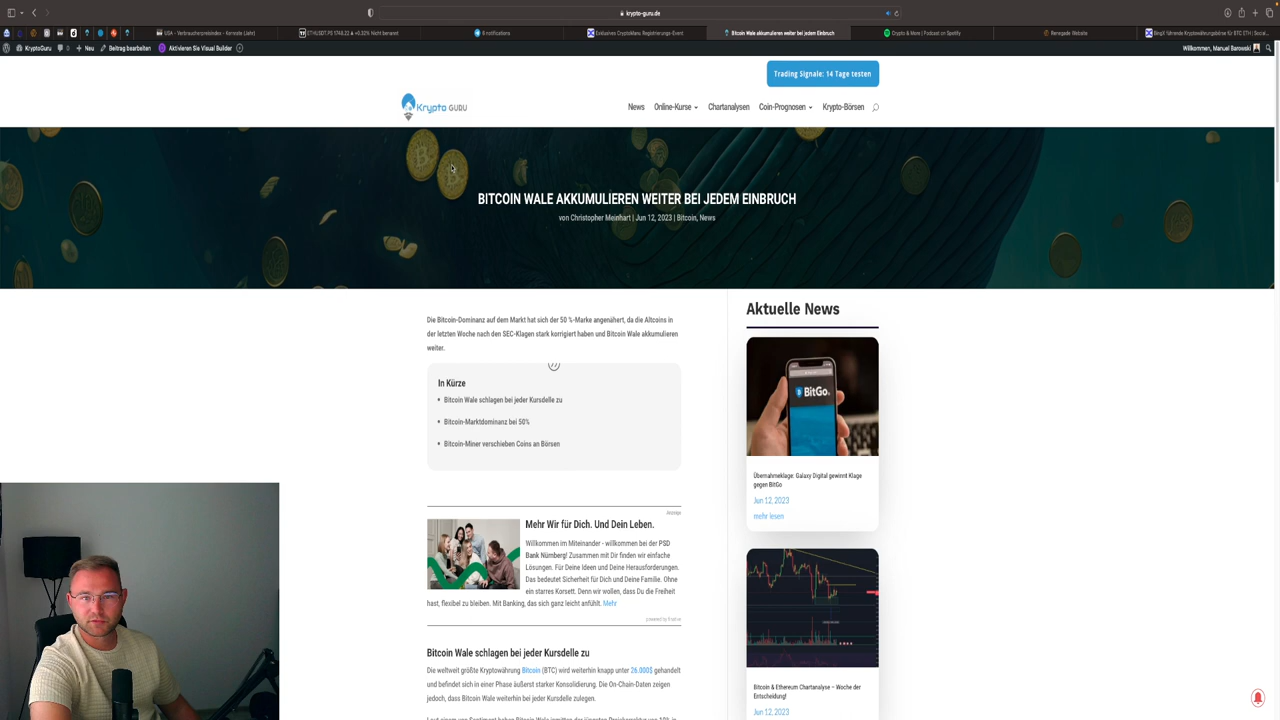 krypto-guru.de
USA – Verbraucherpreisindex – Kernrate (Jahr)
ETHUSDT.PS 1748.22 ▲ +0.30% Nicht benannt
6 notifications
Exklusives CryptoManu Registrierungs-Event
Bitcoin Wale akkumulieren weiter bei jedem Einbruch
Crypto & More | Podcast on Spotify
Renegade Website
BingX führende Kryptowährungsbörse für BTC ETH | Social...
KryptoGuru
0
Neu
Beitrag bearbeiten
Aktivieren Sie Visual Builder
Willkommen, Manuel Barowski
Trading Signale: 14 Tage testen
Krypto GURU
News
Online-Kurse
Chartanalysen
Coin-Prognosen
Krypto-Börsen
BITCOIN WALE AKKUMULIEREN WEITER BEI JEDEM EINBRUCH
von Christopher Meinhart | Jun 12, 2023 | Bitcoin, News
Die Bitcoin-Dominanz auf dem Markt hat sich der 50 %-Marke angenähert, da die Altcoins in
der letzten Woche nach den SEC-Klagen stark korrigiert haben und Bitcoin Wale akkumulieren
weiter.
In Kürze
Bitcoin Wale schlagen bei jeder Kursdelle zu
Bitcoin-Marktdominanz bei 50%
Bitcoin-Miner verschieben Coins an Börsen
Anzeige
Mehr Wir für Dich. Und Dein Leben.
Willkommen im Miteinander - willkommen bei der PSD
Bank Nürnberg! Zusammen mit Dir finden wir einfache
Lösungen. Für Deine Ideen und Deine Herausforderungen.
Das bedeutet Sicherheit für Dich und Deine Familie. Ohne
ein starres Korsett. Denn wir wollen, dass Du die Freiheit
hast, flexibel zu bleiben. Mit Banking, das sich ganz leicht anfühlt. Mehr
Bitcoin Wale schlagen bei jeder Kursdelle zu
Die weltweit größte Kryptowährung Bitcoin (BTC) wird weiterhin knapp unter 26.000$ gehandelt
und befindet sich in einer Phase äußerst starker Konsolidierung. Die On-Chain-Daten zeigen
jedoch, dass Bitcoin Wale weiterhin bei jeder Kursdelle zulegen.
Aktuelle News
BitGo
Übernahmeklage: Galaxy Digital gewinnt Klage
gegen BitGo
Jun 12, 2023
mehr lesen
Bitcoin & Ethereum Chartanalyse – Woche der
Entscheidung!
Jun 12, 2023